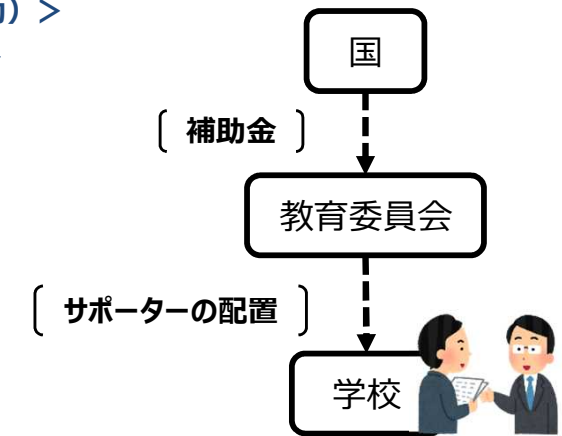 ）＞
国
〔 補助金 〕
教育委員会
〔 サポーターの配置 〕
学校